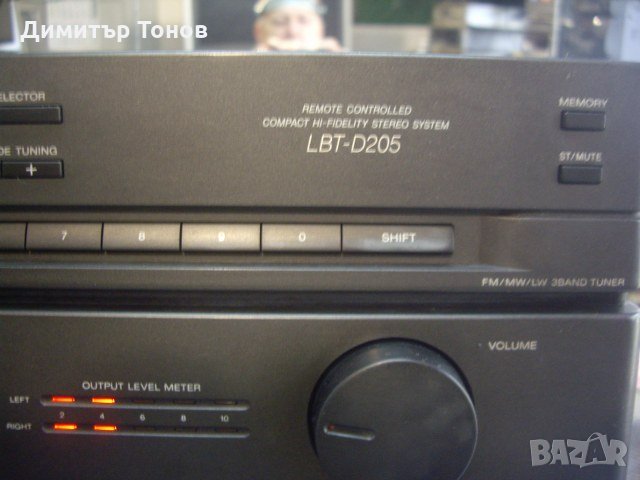 Димитър Тонов
ELECTOR
REMOTE CONTROLLED
COMPACT HI-FIDELITY STEREO SYSTEM
LBT-D205
MEMORY
DE TUNING
+
ST/MUTE
7 8 9 0 SHIFT
FM/MW/LW 3BAND TUNER
VOLUME
OUTPUT LEVEL METER
LEFT
2 4 6 8 10
RIGHT
BAZAR